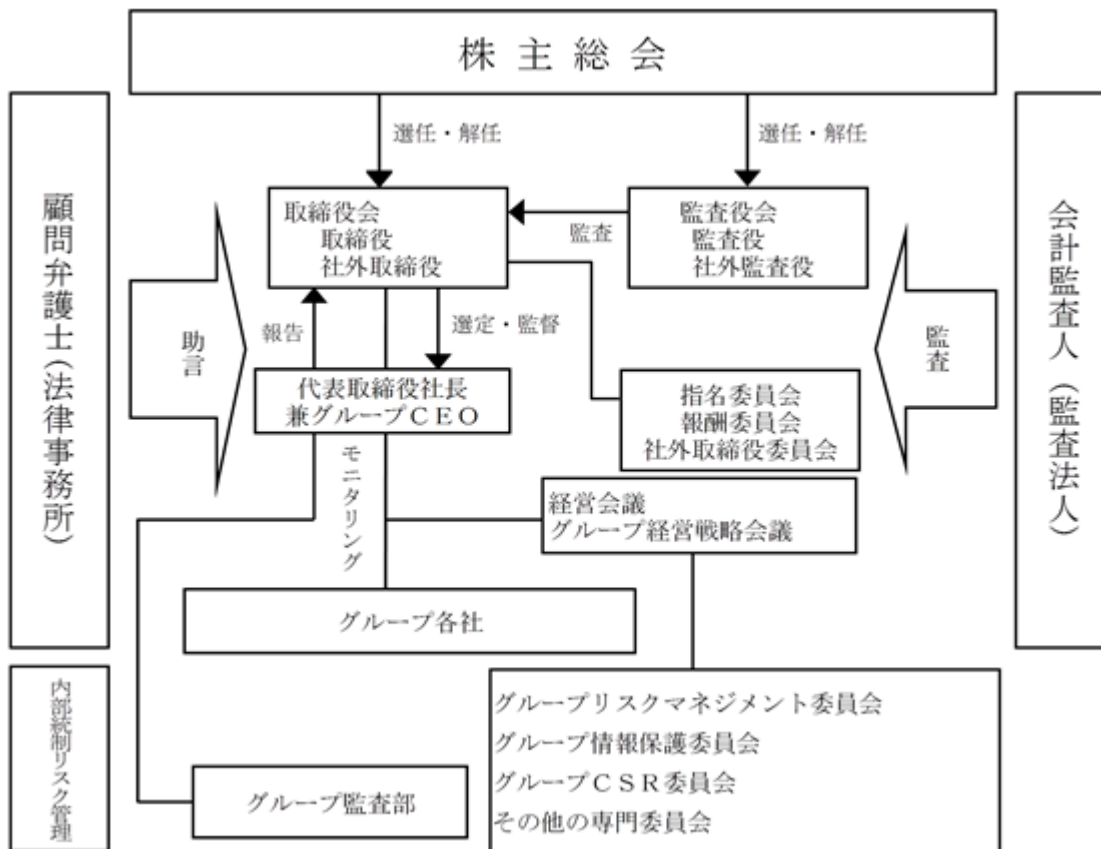 株主総会
選任・解任
選任・解任
顧問弁護士(法律事務所)
会計監査人(監査法人)
取締役会
取締役
社外取締役
監査
監査役会
監査役
社外監査役
助言
報告
選定・監督
監査
代表取締役社長
兼グループCEO
指名委員会
報酬委員会
社外取締役委員会
モニタリング
経営会議
グループ経営戦略会議
グループ各社
内部統制リスク管理
グループリスクマネジメント委員会
グループ情報保護委員会
グループCSR委員会
その他の専門委員会
グループ監査部